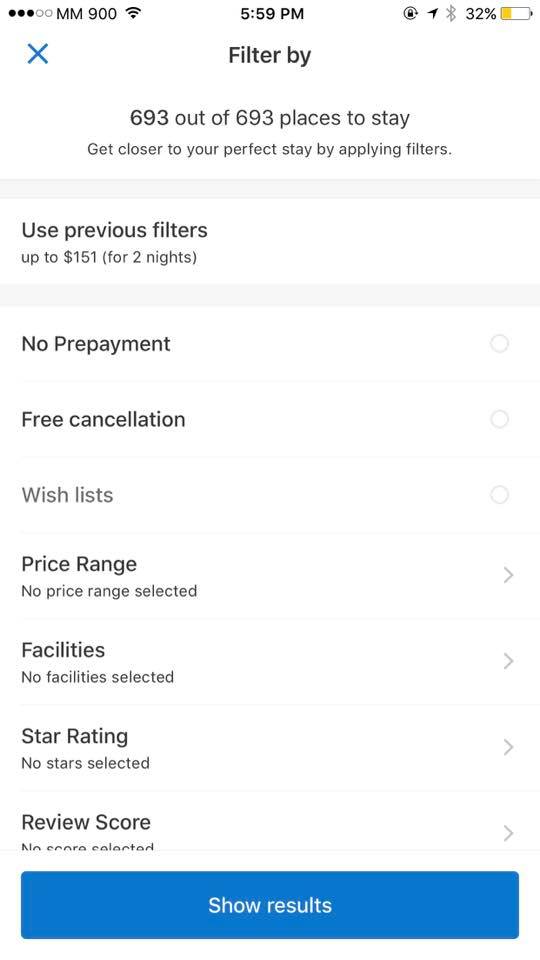 MM 900 5:59 PM 32%
Filter by
693 out of 693 places to stay
Get closer to your perfect stay by applying filters.
Use previous filters
up to $151 (for 2 nights)
No Prepayment
Free cancellation
Wish lists
Price Range
No price range selected
Facilities
No facilities selected
Star Rating
No stars selected
Review Score
No score selected
Show results